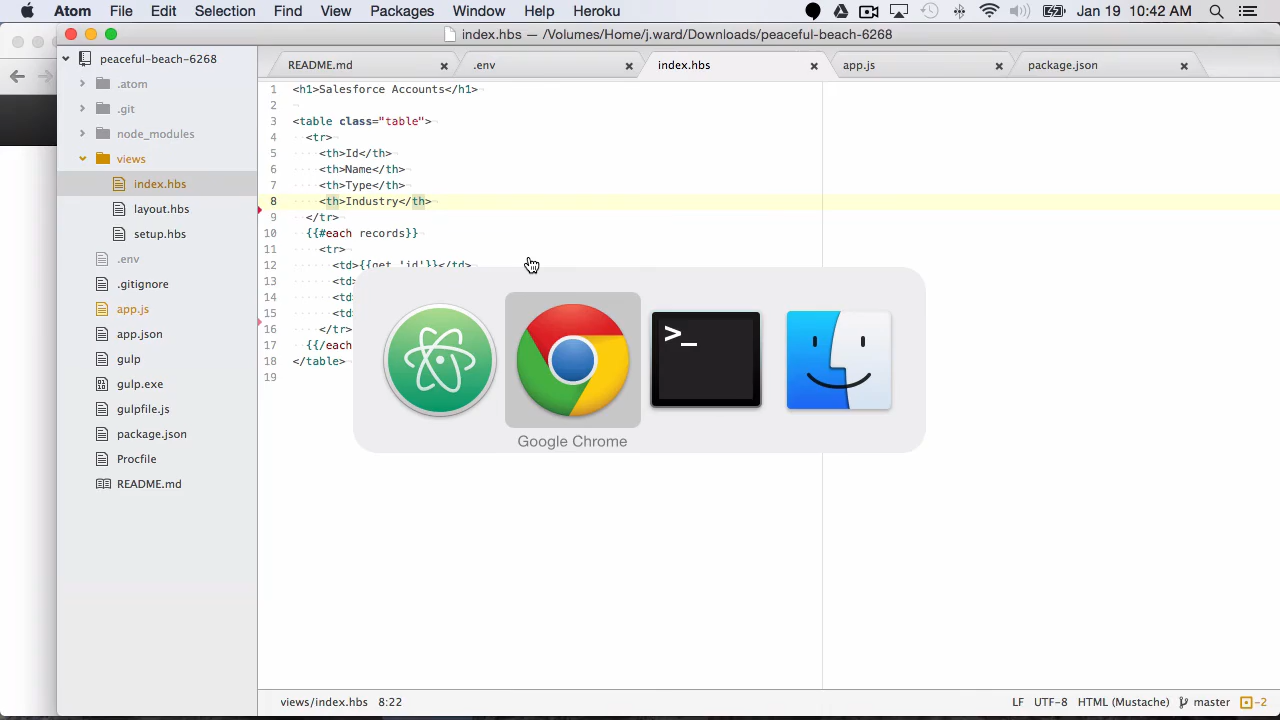 Atom File Edit Selection Find View Packages Window Help Heroku Jan 19 10:42 AM
index.hbs — /Volumes/Home/j.ward/Downloads/peaceful-beach-6268
peaceful-beach-6268
.atom
.git
node_modules
views
index.hbs
layout.hbs
setup.hbs
.env
.gitignore
app.js
app.json
gulp
gulp.exe
gulpfile.js
package.json
Procfile
README.md
README.md .env index.hbs app.js package.json
1 <h1>Salesforce Accounts</h1>
2
3 <table class="table">
4 <tr>
5 <th>Id</th>
6 <th>Name</th>
7 <th>Type</th>
8 <th>Industry</th>
9 </tr>
10 {{#each records}}
11 <tr>
12 <td>{{get 'id'}}</td>
13 <td>
14 <td>
15 <td>
16 </tr>
17 {{/each
18 </table>
19
>_
Google Chrome
views/index.hbs 8:22 LF UTF-8 HTML (Mustache) master -2